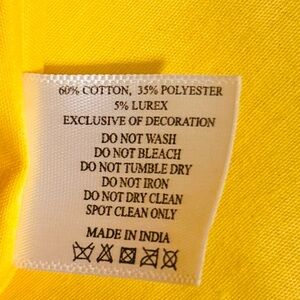 60% COTTON, 35% POLYESTER
5% LUREX
EXCLUSIVE OF DECORATION
DO NOT WASH
DO NOT BLEACH
DO NOT TUMBLE DRY
DO NOT IRON
DO NOT DRY CLEAN
SPOT CLEAN ONLY
MADE IN INDIA